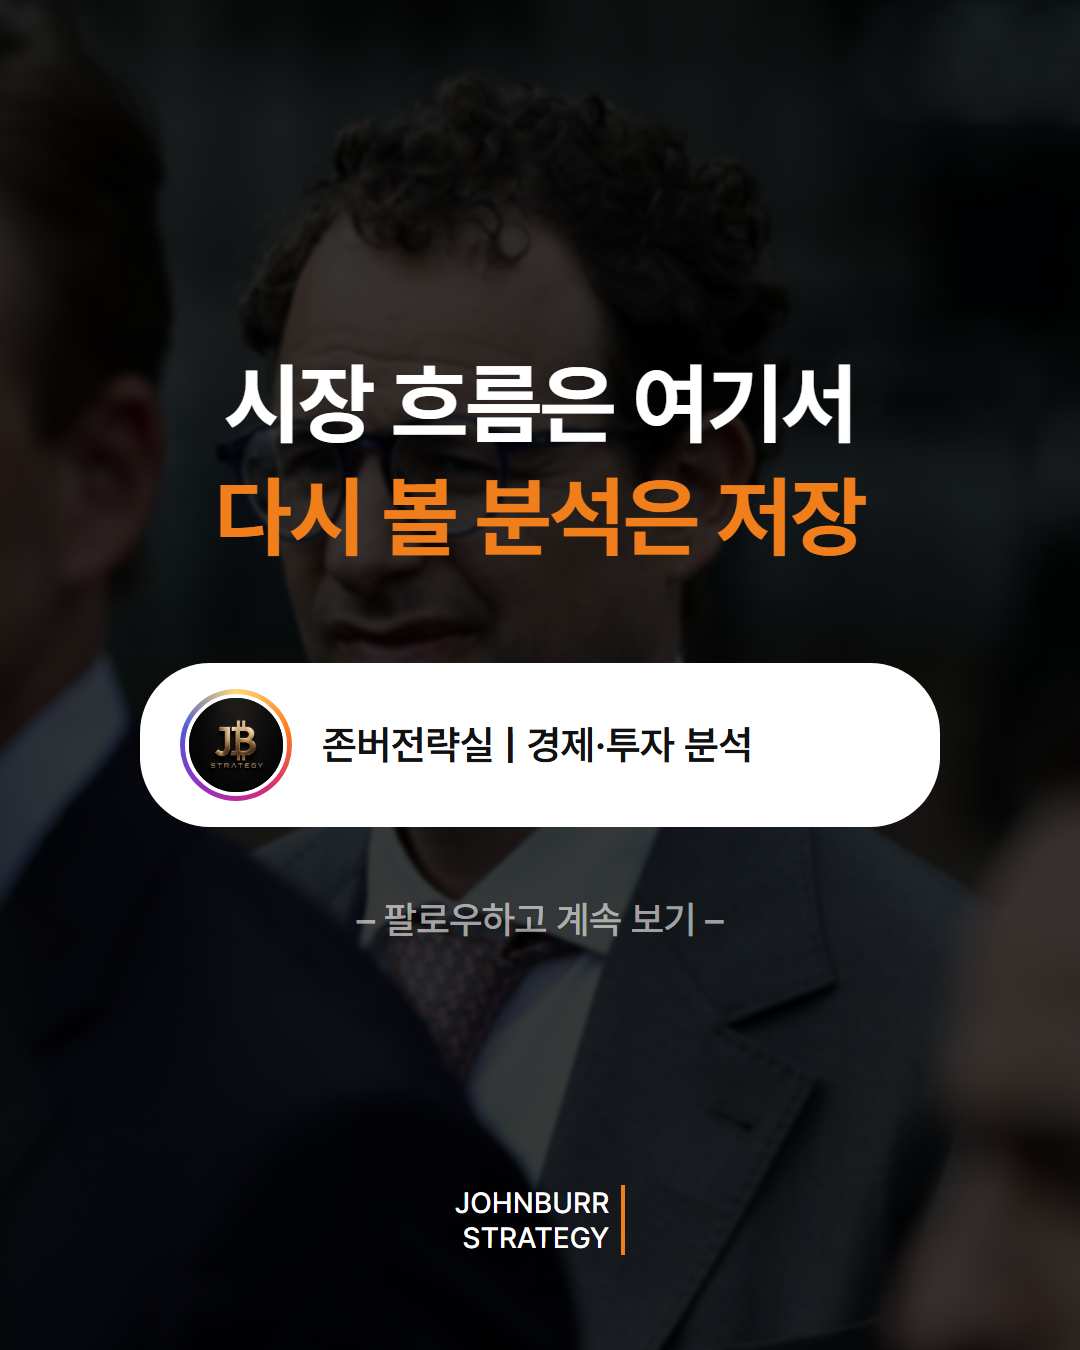 시장 흐름은 여기서
다시 볼 분석은 저장
JB
STRATEGY
존버전략실 | 경제·투자 분석
– 팔로우하고 계속 보기 –
JOHNBURR
STRATEGY